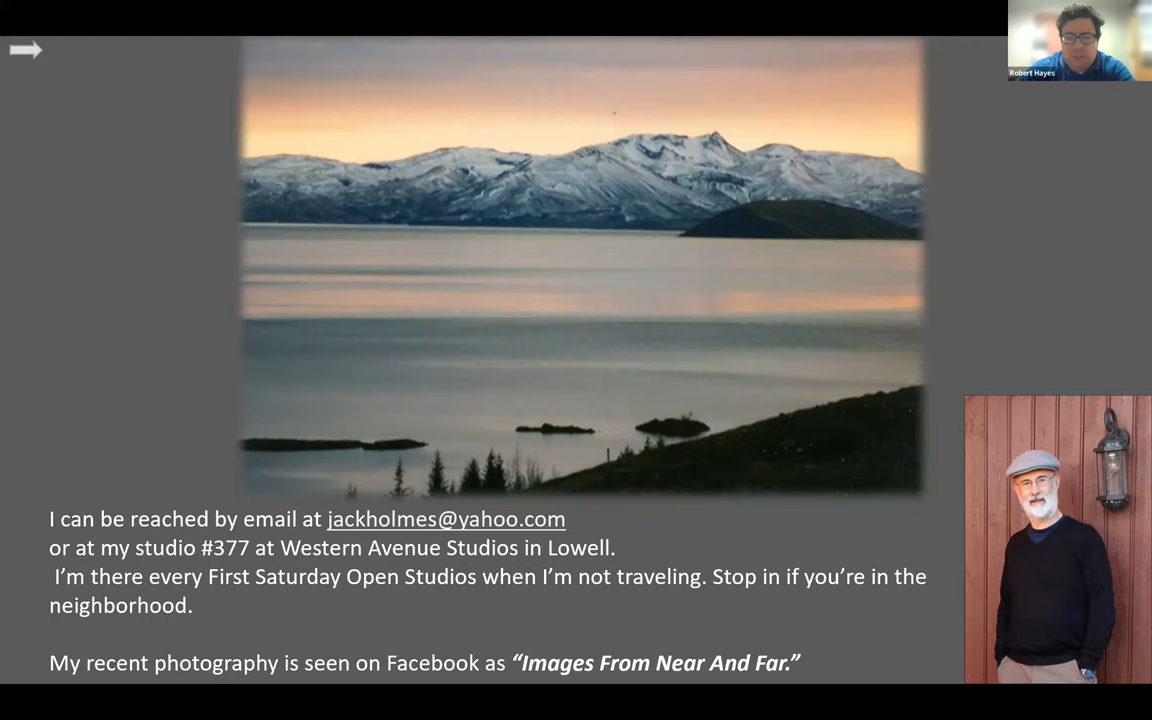 Robert Hayes
I can be reached by email at jackholmes@yahoo.com
or at my studio #377 at Western Avenue Studios in Lowell.
I’m there every First Saturday Open Studios when I’m not traveling. Stop in if you’re in the
neighborhood.
My recent photography is seen on Facebook as “Images From Near And Far.”